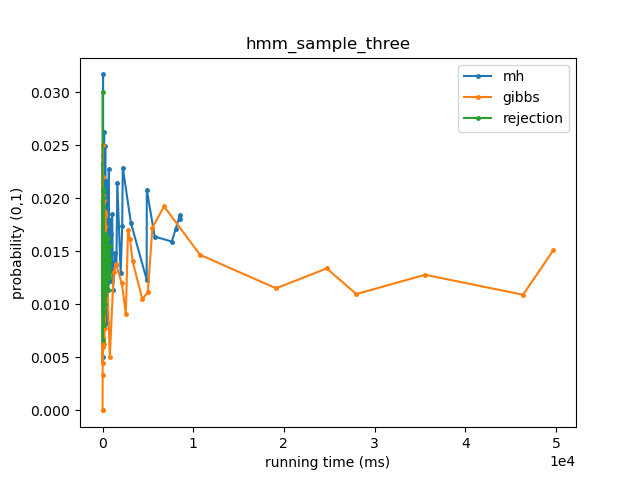 hmm_sample_three
probability (0,1)
0.030
0.025
0.020
0.015
0.010
0.005
0.000
mh
gibbs
rejection
0 1 2 3 4 5
1e4
running time (ms)